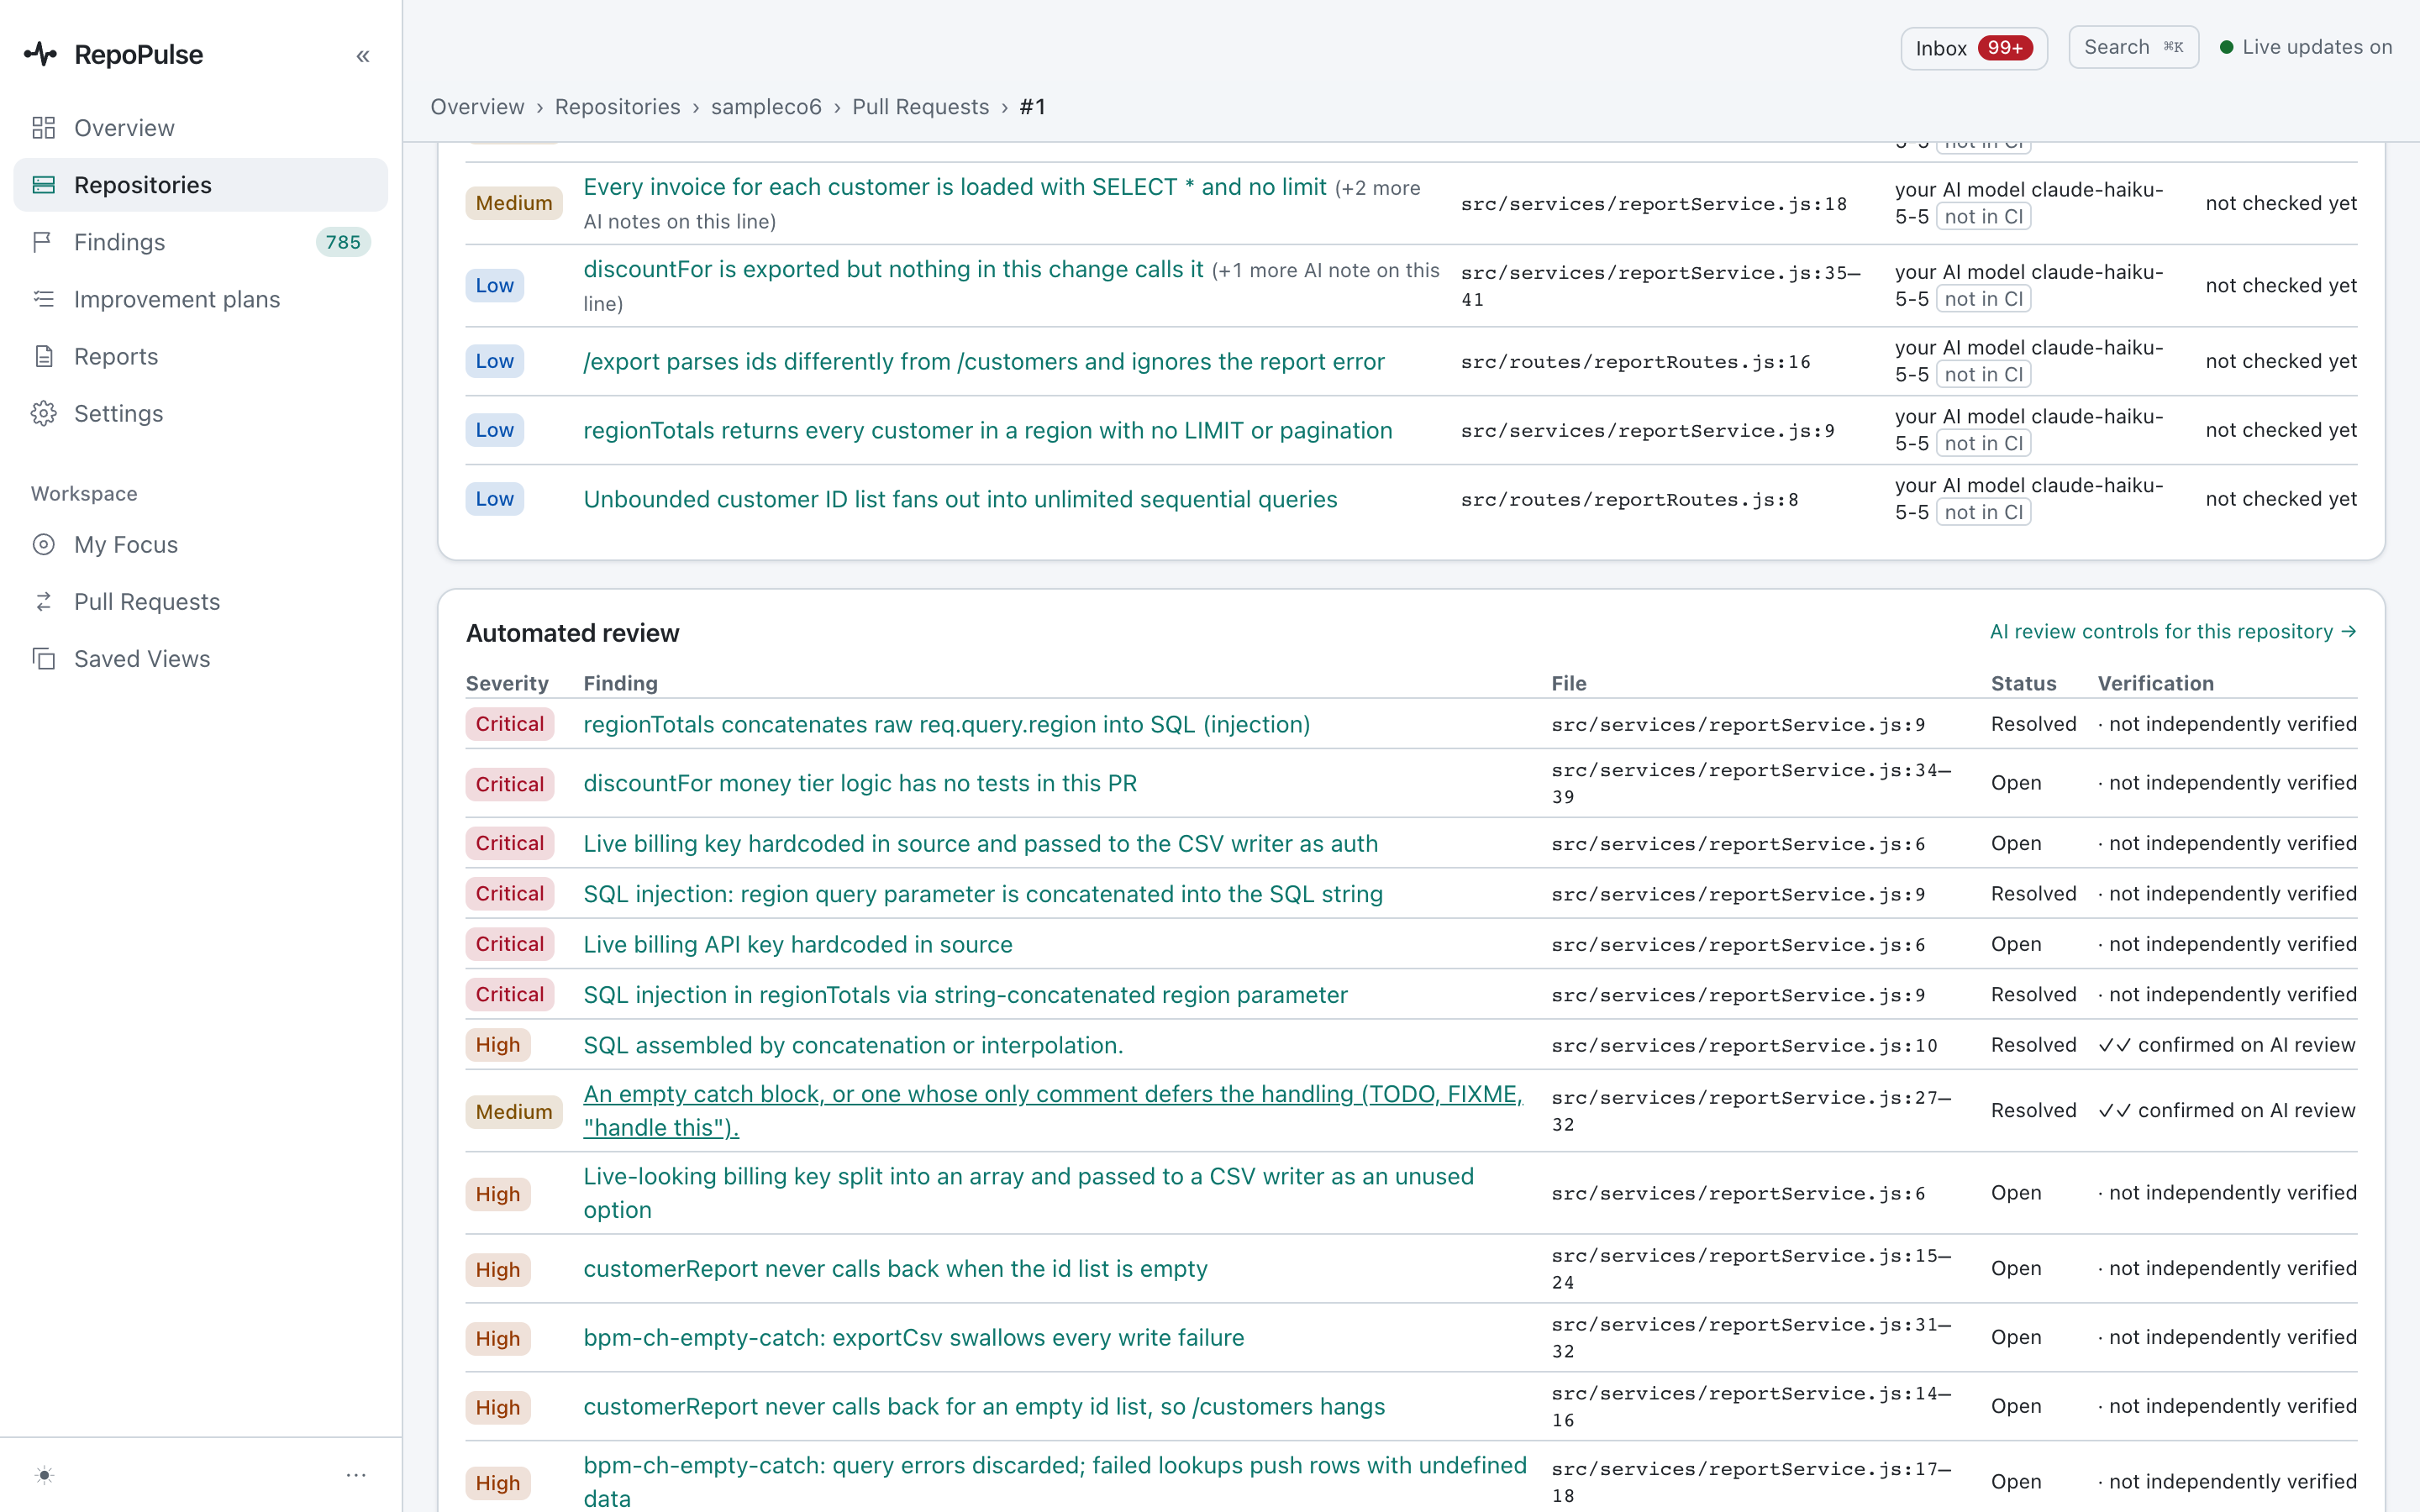 RepoPulse
«
Overview
Repositories
Findings 785
Improvement plans
Reports
Settings
Workspace
My Focus
Pull Requests
Saved Views
···
Inbox 99+
Search ⌘K
Live updates on
Overview › Repositories › sampleco6 › Pull Requests › #1
5-5 not in CI
Medium
Every invoice for each customer is loaded with SELECT * and no limit (+2 more
AI notes on this line)
src/services/reportService.js:18
your AI model claude-haiku-
5-5 not in CI
not checked yet
Low
discountFor is exported but nothing in this change calls it (+1 more AI note on this
line)
src/services/reportService.js:35–
41
your AI model claude-haiku-
5-5 not in CI
not checked yet
Low
/export parses ids differently from /customers and ignores the report error
src/routes/reportRoutes.js:16
your AI model claude-haiku-
5-5 not in CI
not checked yet
Low
regionTotals returns every customer in a region with no LIMIT or pagination
src/services/reportService.js:9
your AI model claude-haiku-
5-5 not in CI
not checked yet
Low
Unbounded customer ID list fans out into unlimited sequential queries
src/routes/reportRoutes.js:8
your AI model claude-haiku-
5-5 not in CI
not checked yet
Automated review
AI review controls for this repository →
Severity Finding File Status Verification
Critical regionTotals concatenates raw req.query.region into SQL (injection) src/services/reportService.js:9 Resolved · not independently verified
Critical
discountFor money tier logic has no tests in this PR
src/services/reportService.js:34–
39
Open
· not independently verified
Critical Live billing key hardcoded in source and passed to the CSV writer as auth src/services/reportService.js:6 Open · not independently verified
Critical SQL injection: region query parameter is concatenated into the SQL string src/services/reportService.js:9 Resolved · not independently verified
Critical Live billing API key hardcoded in source src/services/reportService.js:6 Open · not independently verified
Critical SQL injection in regionTotals via string-concatenated region parameter src/services/reportService.js:9 Resolved · not independently verified
High SQL assembled by concatenation or interpolation. src/services/reportService.js:10 Resolved ✓✓ confirmed on AI review
Medium
An empty catch block, or one whose only comment defers the handling (TODO, FIXME,
"handle this").
src/services/reportService.js:27–
32
Resolved
✓✓ confirmed on AI review
High
Live-looking billing key split into an array and passed to a CSV writer as an unused
option
src/services/reportService.js:6
Open
· not independently verified
High
customerReport never calls back when the id list is empty
src/services/reportService.js:15–
24
Open
· not independently verified
High
bpm-ch-empty-catch: exportCsv swallows every write failure
src/services/reportService.js:31–
32
Open
· not independently verified
High
customerReport never calls back for an empty id list, so /customers hangs
src/services/reportService.js:14–
16
Open
· not independently verified
High
bpm-ch-empty-catch: query errors discarded; failed lookups push rows with undefined
data
src/services/reportService.js:17–
18
Open
· not independently verified